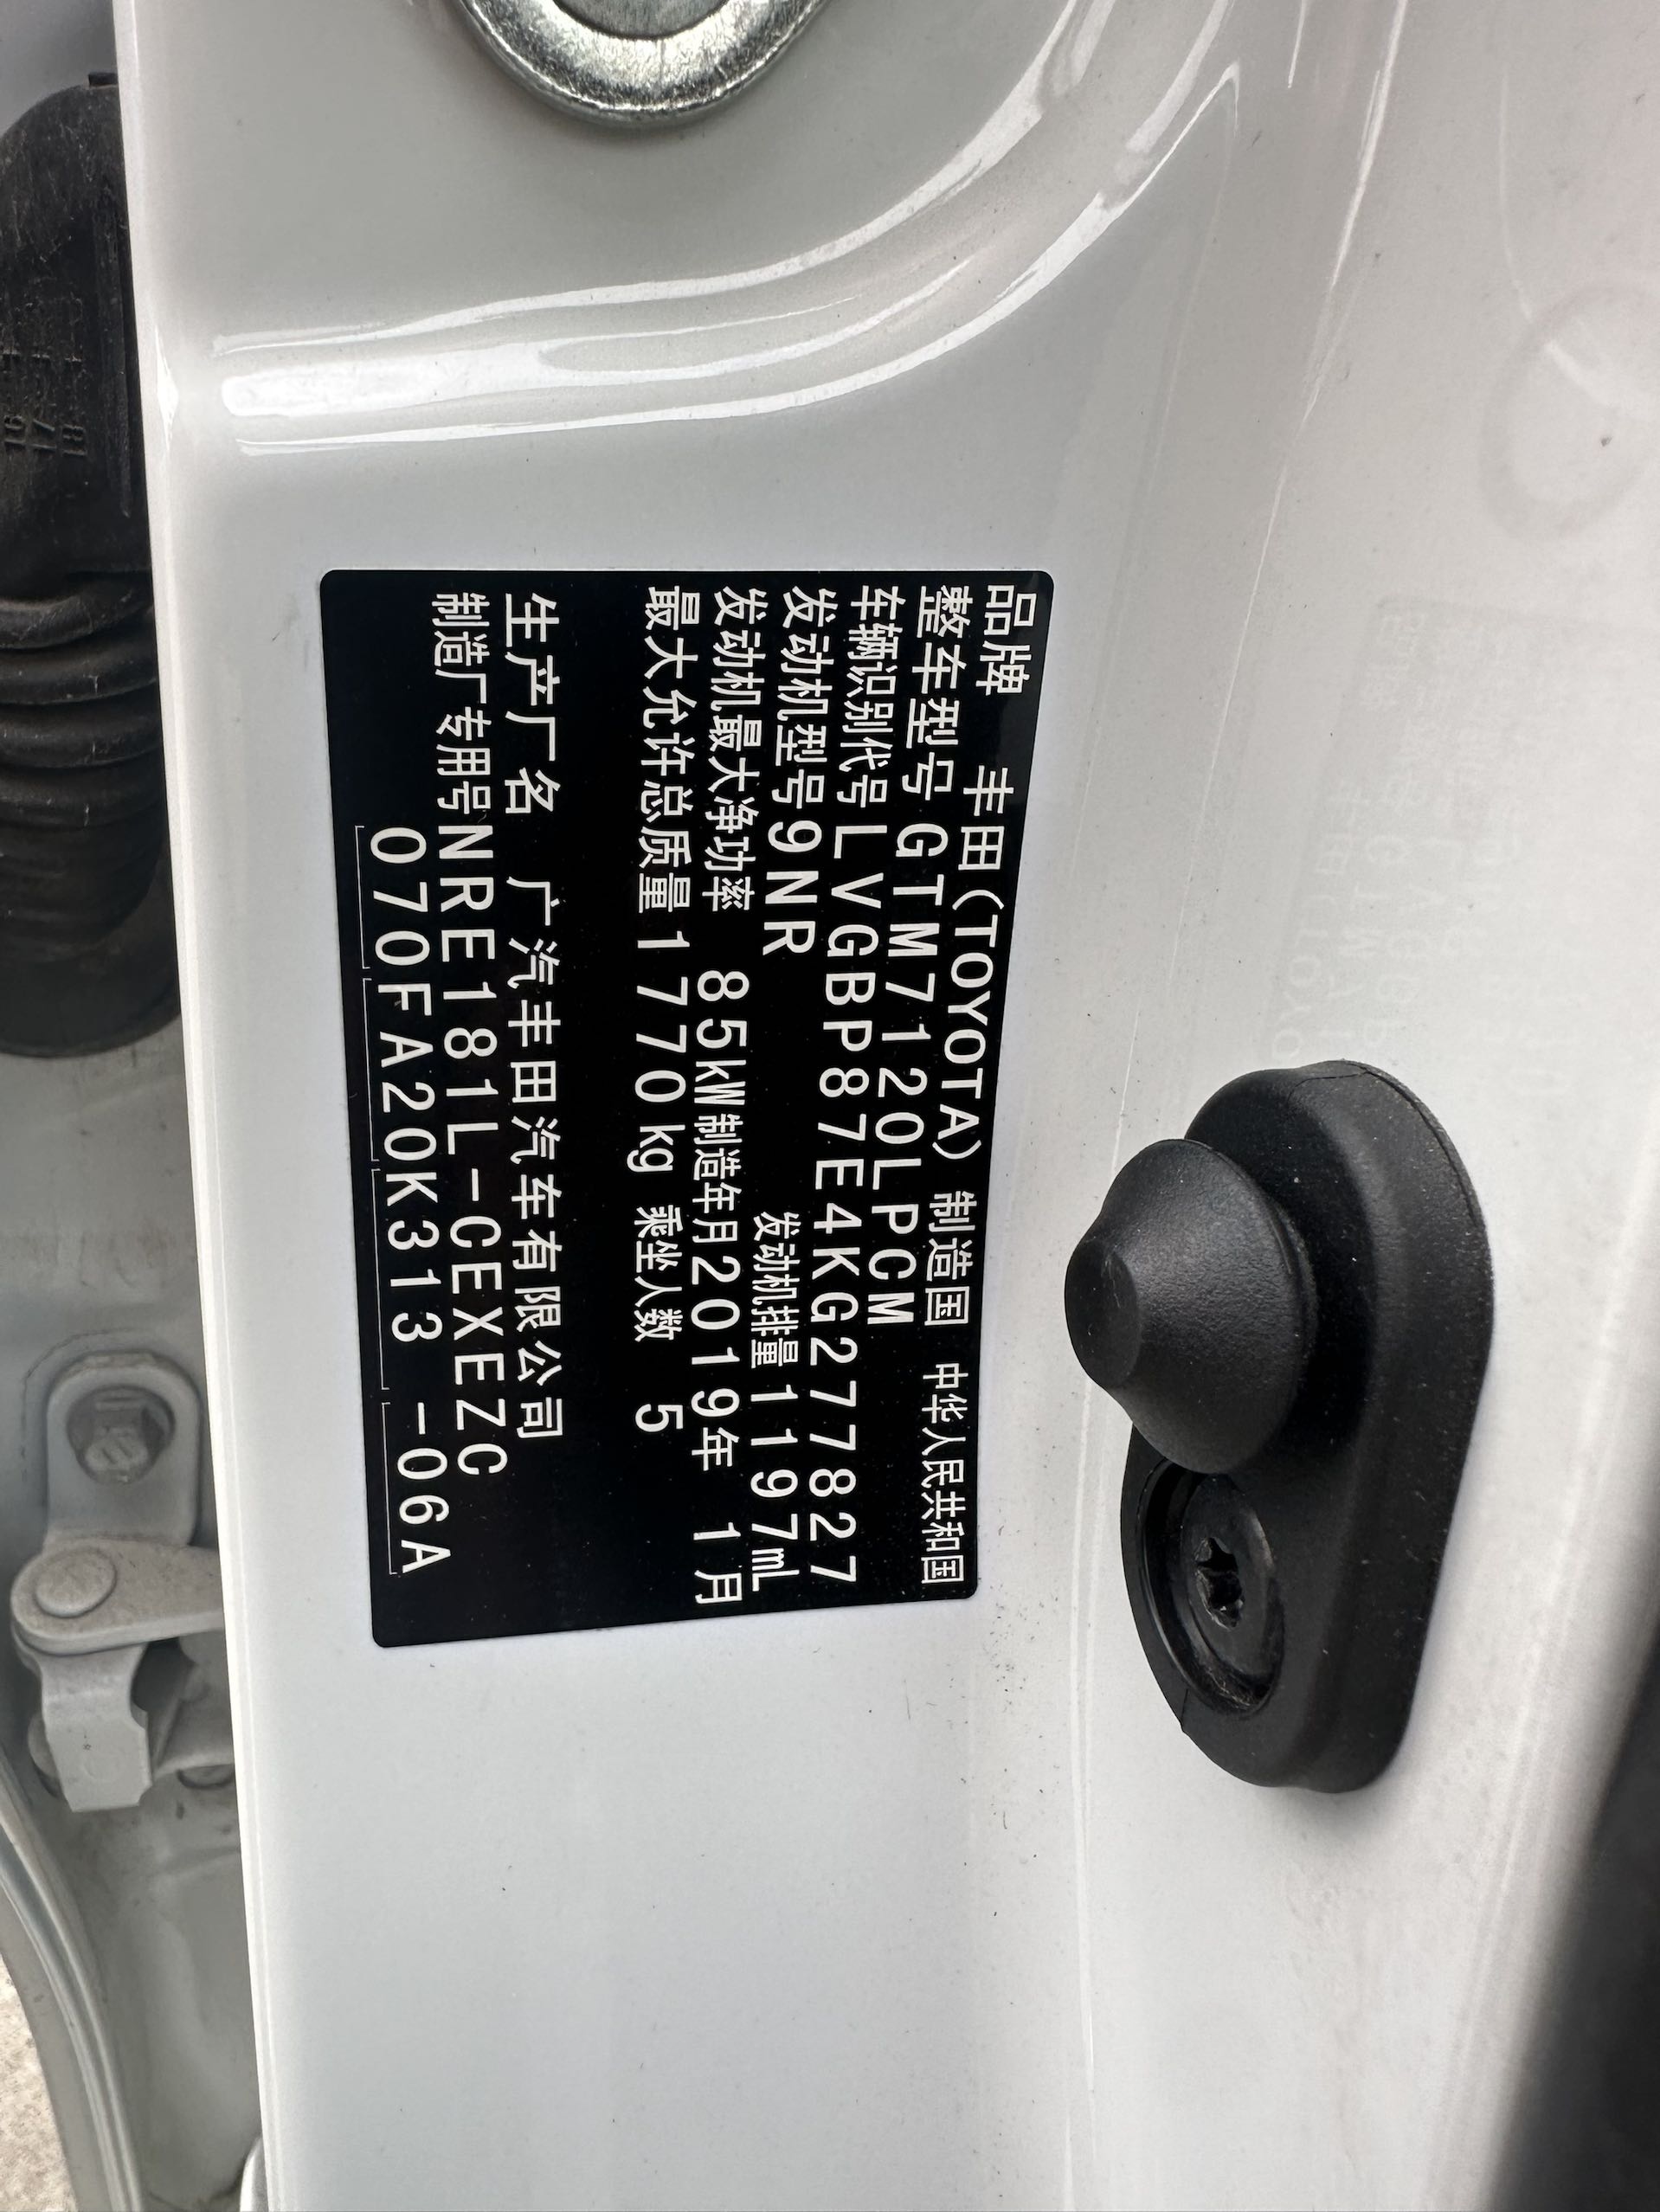 品牌 丰田(TOYOTA) 制造国 中华人民共和国
整车型号 GTM7120LPCM
车辆识别代号 LVGBP87E4KG277827
发动机型号 9NR 发动机排量 1197mL
发动机最大净功率 85kW 制造年月 2019年 1月
最大允许总质量 1770kg 乘坐人数 5
生产厂名 广汽丰田汽车有限公司
制造厂专用号 NRE181L-CEXEZC
070FA20K313 -06A
16
17
18